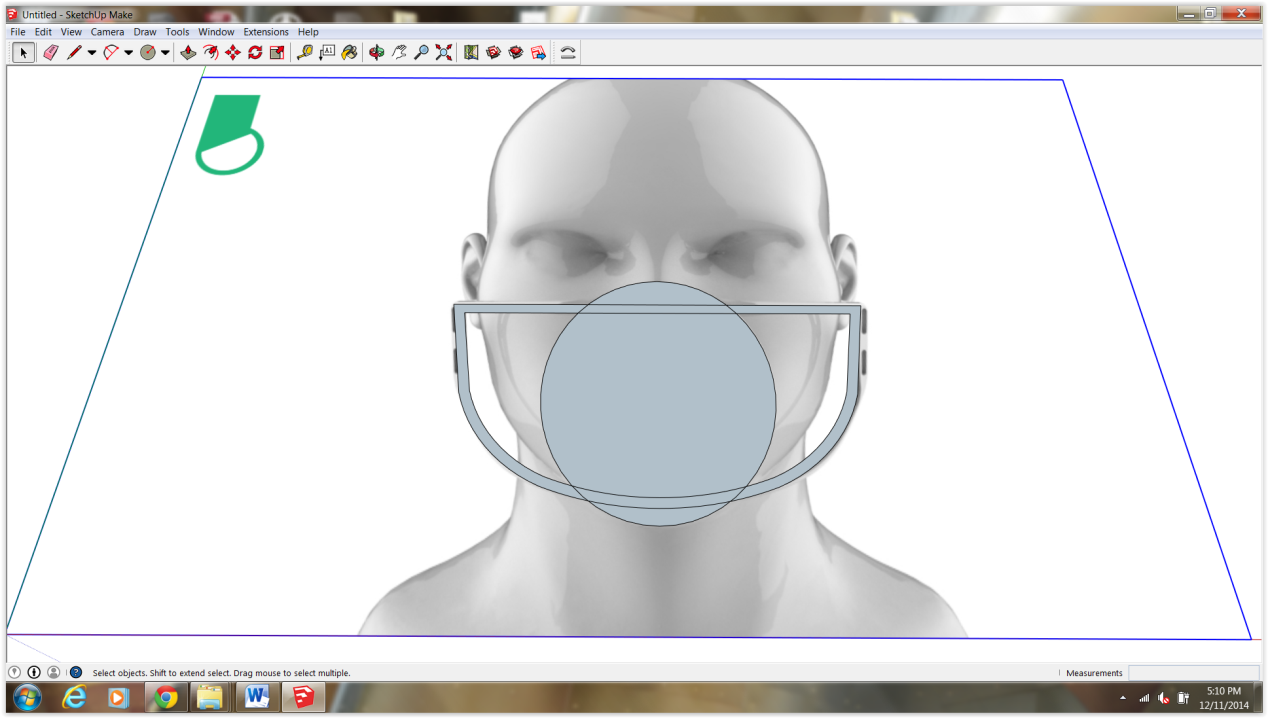 Untitled - SketchUp Make
File Edit View Camera Draw Tools Window Extensions Help
Select objects. Shift to extend select. Drag mouse to select multiple.
Measurements
5:10 PM
12/11/2014